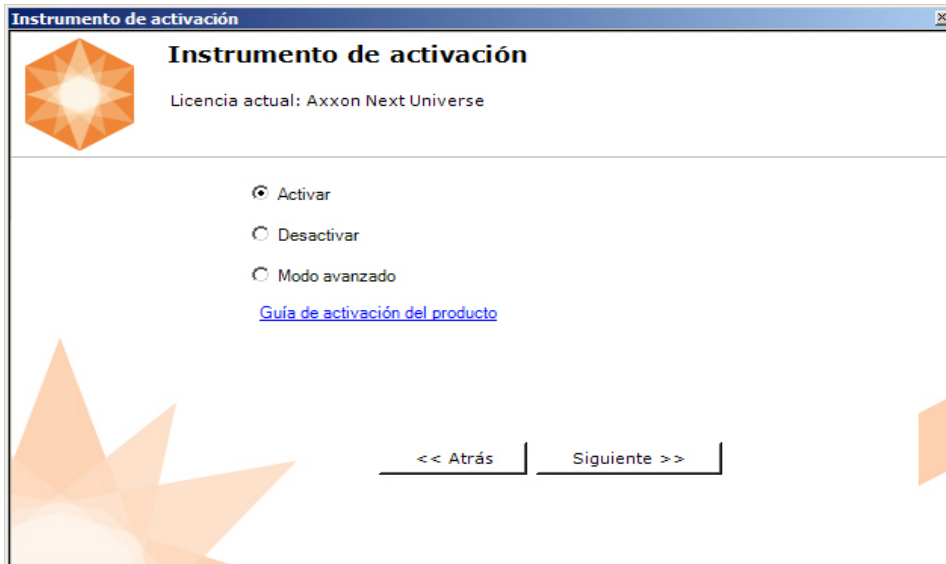 Instrumento de activación
Instrumento de activación
Licencia actual: Axxon Next Universe
Activar
Desactivar
Modo avanzado
Guía de activación del producto
<< Atrás
Siguiente >>